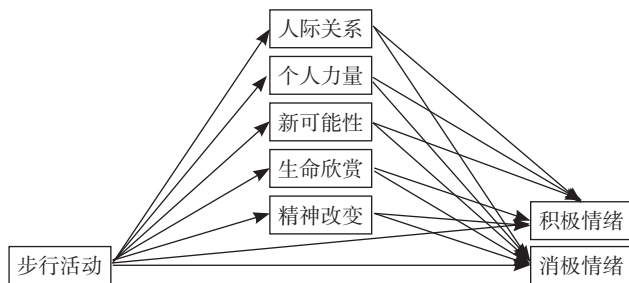 人际关系
个人力量
新可能性
生命欣赏
精神改变
积极情绪
步行活动
消极情绪